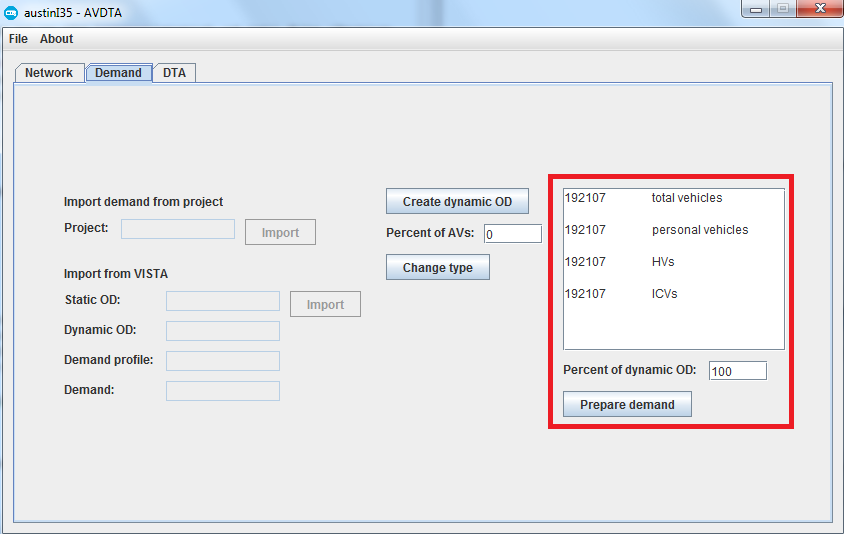 austinI35 - AVDTA
File About
Network Demand DTA
Import demand from project
Project: Import
Import from VISTA
Static OD: Import
Dynamic OD:
Demand profile:
Demand:
Create dynamic OD
Percent of AVs: 0
Change type
192107 total vehicles
192107 personal vehicles
192107 HVs
192107 ICVs
Percent of dynamic OD: 100
Prepare demand